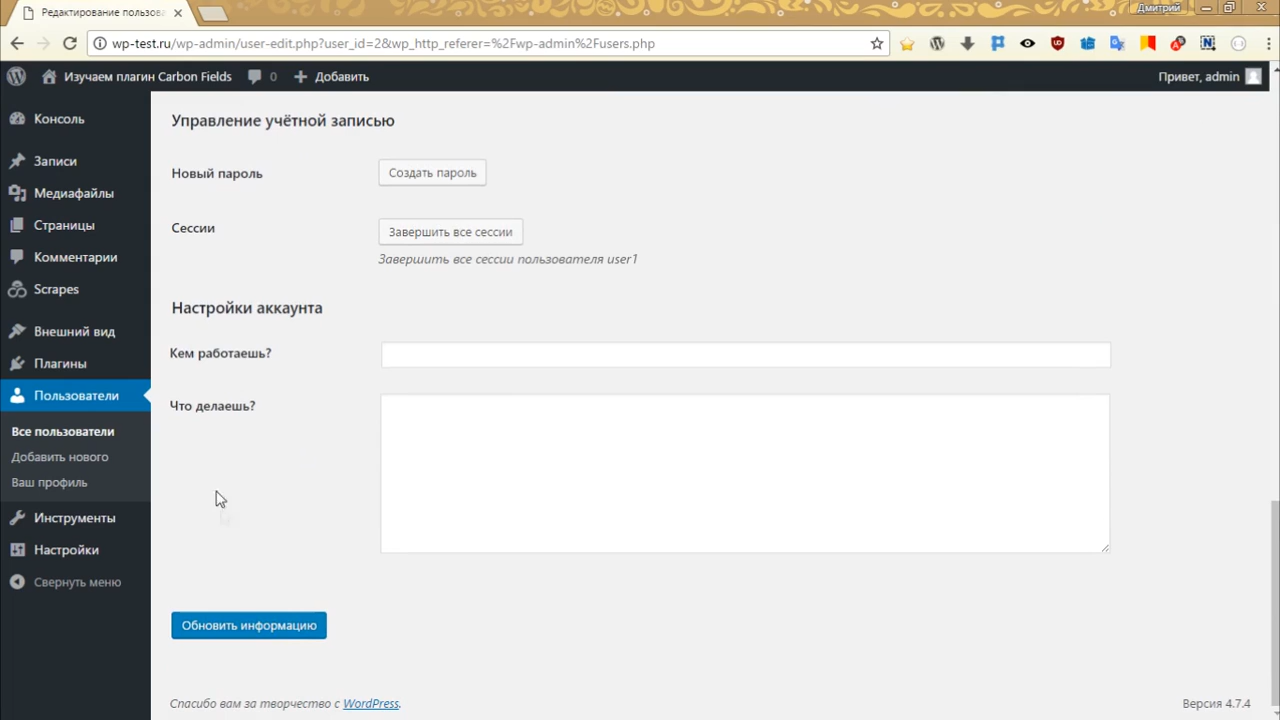 Редактирование пользов
Дмитрий
wp-test.ru/wp-admin/user-edit.php?user_id=2&wp_http_referer=%2Fwp-admin%2Fusers.php
Изучаем плагин Carbon Fields
0
Добавить
Привет, admin
Консоль
Записи
Медиафайлы
Страницы
Комментарии
Scrapes
Внешний вид
Плагины
Пользователи
Все пользователи
Добавить нового
Ваш профиль
Инструменты
Настройки
Свернуть меню
Управление учётной записью
Новый пароль
Создать пароль
Сессии
Завершить все сессии
Завершить все сессии пользователя user1
Настройки аккаунта
Кем работаешь?
Что делаешь?
Обновить информацию
Спасибо вам за творчество с WordPress.
Версия 4.7.4